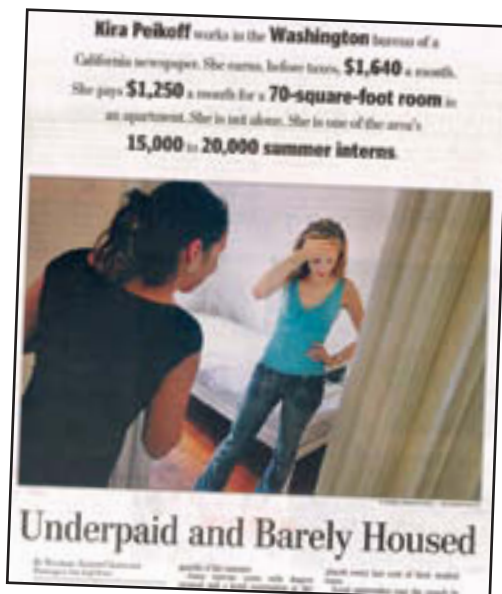 Kira Peikoff works in the Washington bureau of a
California newspaper. She earns, before taxes, $1,640 a month.
She pays $1,250 a month for a 70-square-foot room in
an apartment. She is not alone. She is one of the area's
15,000 to 20,000 summer interns.
Underpaid and Barely Housed